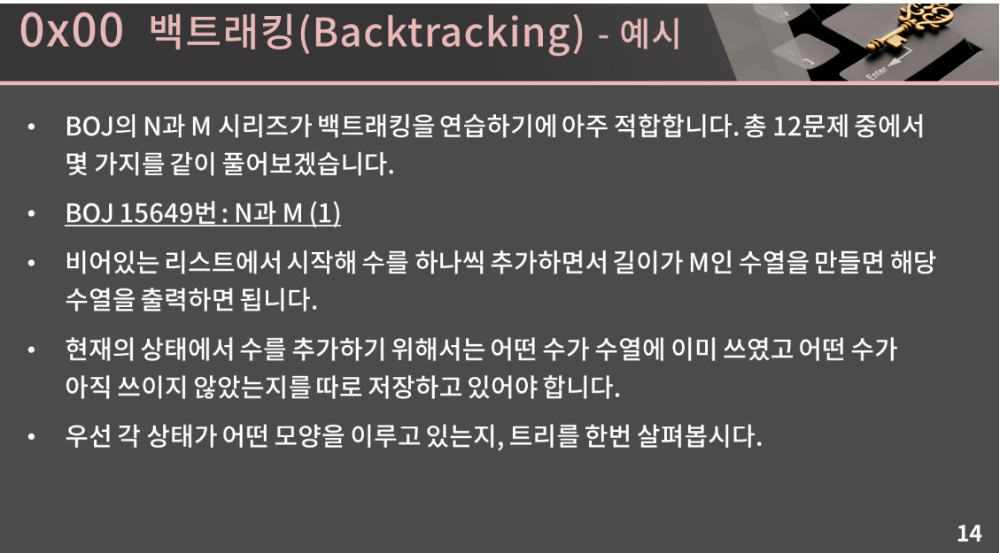 0x00 백트래킹(Backtracking) - 예시
Enter
• BOJ의 N과 M 시리즈가 백트래킹을 연습하기에 아주 적합합니다. 총 12문제 중에서
몇 가지를 같이 풀어보겠습니다.
• BOJ 15649번 : N과 M (1)
• 비어있는 리스트에서 시작해 수를 하나씩 추가하면서 길이가 M인 수열을 만들면 해당
수열을 출력하면 됩니다.
• 현재의 상태에서 수를 추가하기 위해서는 어떤 수가 수열에 이미 쓰였고 어떤 수가
아직 쓰이지 않았는지를 따로 저장하고 있어야 합니다.
• 우선 각 상태가 어떤 모양을 이루고 있는지, 트리를 한번 살펴봅시다.
14